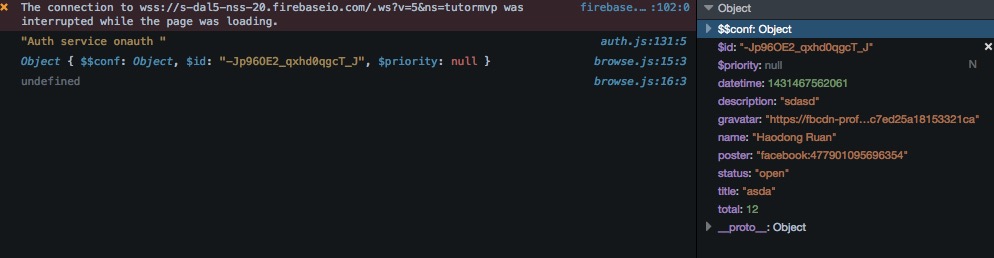 The connection to wss://s-dal5-nss-20.firebaseio.com/.ws?v=5&ns=tutormvp was firebase.… :102:0
interrupted while the page was loading.
"Auth service onauth " auth.js:131:5
Object { $$conf: Object, $id: "-Jp96OE2_qxhd0qgcT_J", $priority: null } browse.js:15:3
undefined browse.js:16:3
Object
$$conf: Object
$id: "-Jp96OE2_qxhd0qgcT_J"
$priority: null N
datetime: 1431467562061
description: "sdasd"
gravatar: "https://fbcdn-prof…c7ed25a18153321ca"
name: "Haodong Ruan"
poster: "facebook:477901095696354"
status: "open"
title: "asda"
total: 12
__proto__: Object